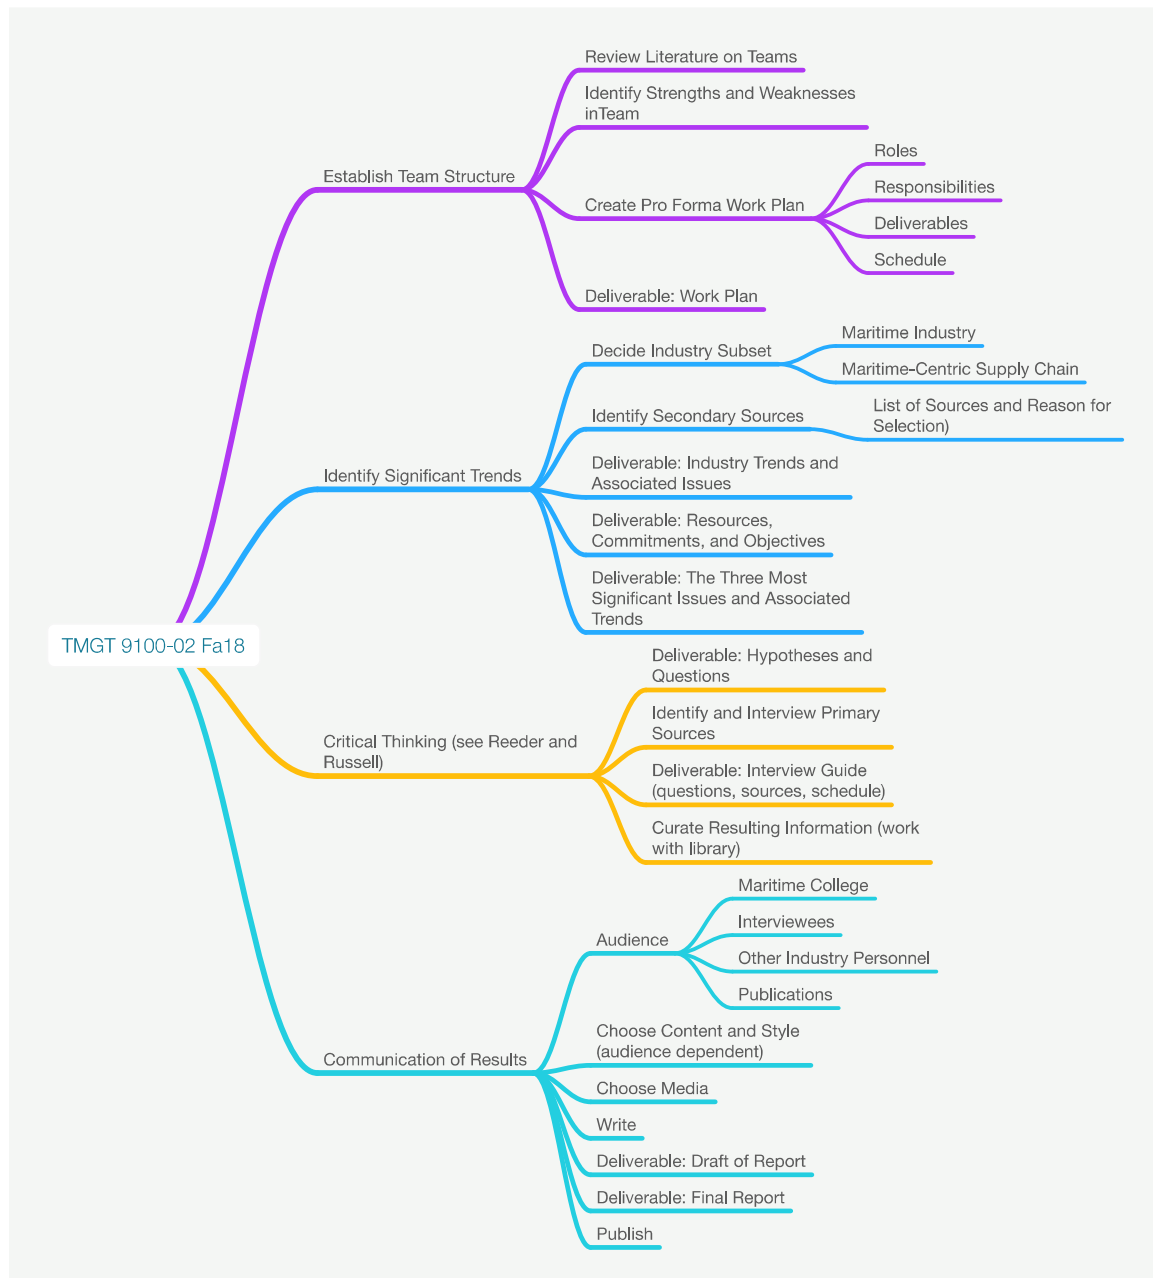 Review Literature on Teams
Identify Strengths and Weaknesses
inTeam
Roles
Responsibilities
Establish Team Structure
Create Pro Forma Work Plan
Deliverables
Schedule
Deliverable: Work Plan
Maritime Industry
Decide Industry Subset
Maritime-Centric Supply Chain
List of Sources and Reason for
Selection)
Identify Secondary Sources
Deliverable: Industry Trends and
Associated Issues
Identify Significant Trends
Deliverable: Resources,
Commitments, and Objectives
Deliverable: The Three Most
Significant Issues and Associated
Trends
TMGT 9100-02 Fa18
Deliverable: Hypotheses and
Questions
Identify and Interview Primary
Sources
Critical Thinking (see Reeder and
Russell)
Deliverable: Interview Guide
(questions, sources, schedule)
Curate Resulting Information (work
with library)
Maritime College
Interviewees
Audience
Other Industry Personnel
Publications
Choose Content and Style
(audience dependent)
Communication of Results
Choose Media
Write
Deliverable: Draft of Report
Deliverable: Final Report
Publish